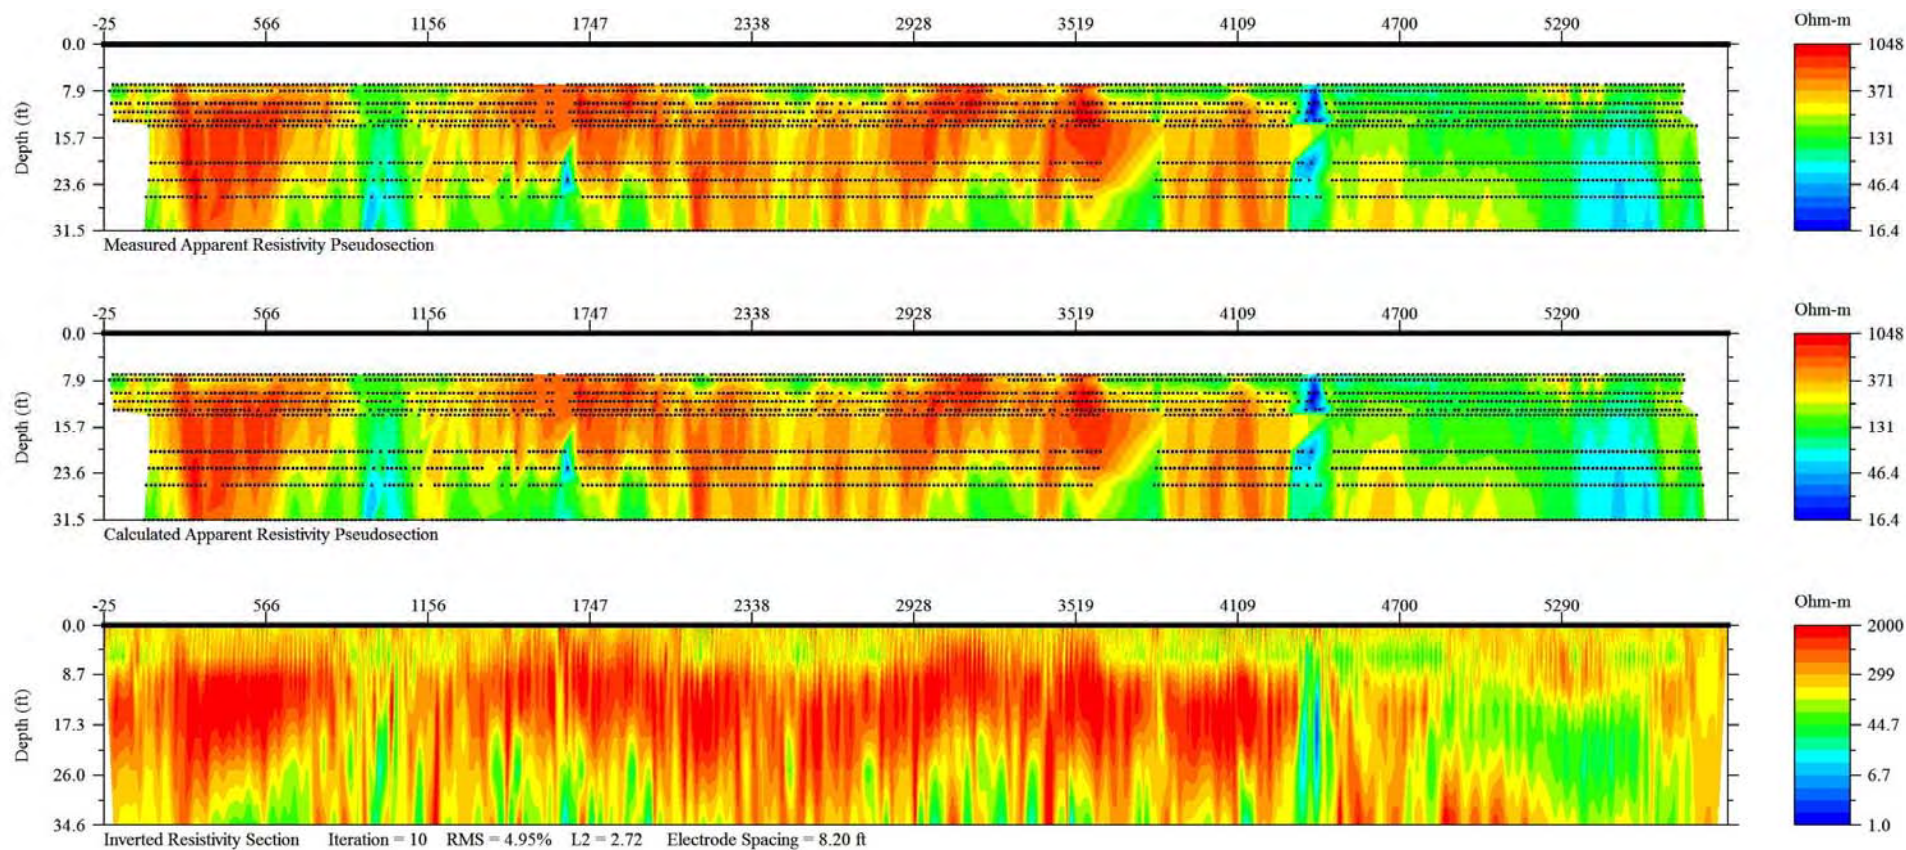 -25 566 1156 1747 2338 2928 3519 4109 4700 5290 Ohm-m
0.0 1048
7.9 371
Depth (ft) 15.7 131
23.6 46.4
31.5 16.4
Measured Apparent Resistivity Pseudosection
-25 566 1156 1747 2338 2928 3519 4109 4700 5290 Ohm-m
0.0 1048
7.9 371
Depth (ft) 15.7 131
23.6 46.4
31.5 16.4
Calculated Apparent Resistivity Pseudosection
-25 566 1156 1747 2338 2928 3519 4109 4700 5290 Ohm-m
0.0 2000
8.7 299
Depth (ft) 17.3 44.7
26.0 6.7
34.6 1.0
Inverted Resistivity Section Iteration = 10 RMS = 4.95% L2 = 2.72 Electrode Spacing = 8.20 ft